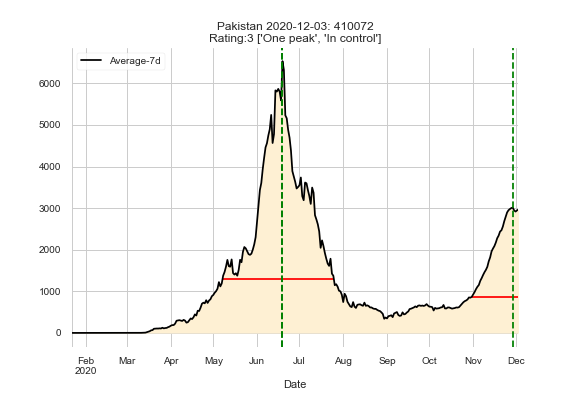 Pakistan 2020-12-03: 410072
Rating:3 ['One peak', 'In control']
Average-7d
6000
5000
4000
3000
2000
1000
0
Feb Mar Apr May Jun Jul Aug Sep Oct Nov Dec
2020
Date